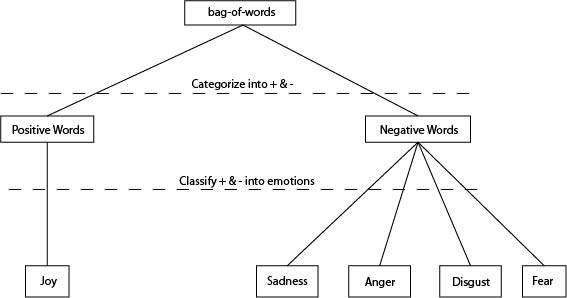 bag-of-words
Categorize into + & -
Positive Words
Negative Words
Classify + & - into emotions
Joy
Sadness
Anger
Disgust
Fear